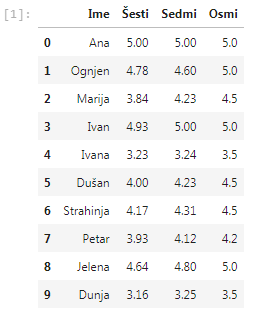 [1]: Ime Šesti Sedmi Osmi
0 Ana 5.00 5.00 5.0
1 Ognjen 4.78 4.60 5.0
2 Marija 3.84 4.23 4.5
3 Ivan 4.93 5.00 5.0
4 Ivana 3.23 3.24 3.5
5 Dušan 4.00 4.23 4.5
6 Strahinja 4.17 4.31 4.5
7 Petar 3.93 4.12 4.2
8 Jelena 4.64 4.80 5.0
9 Dunja 3.16 3.25 3.5